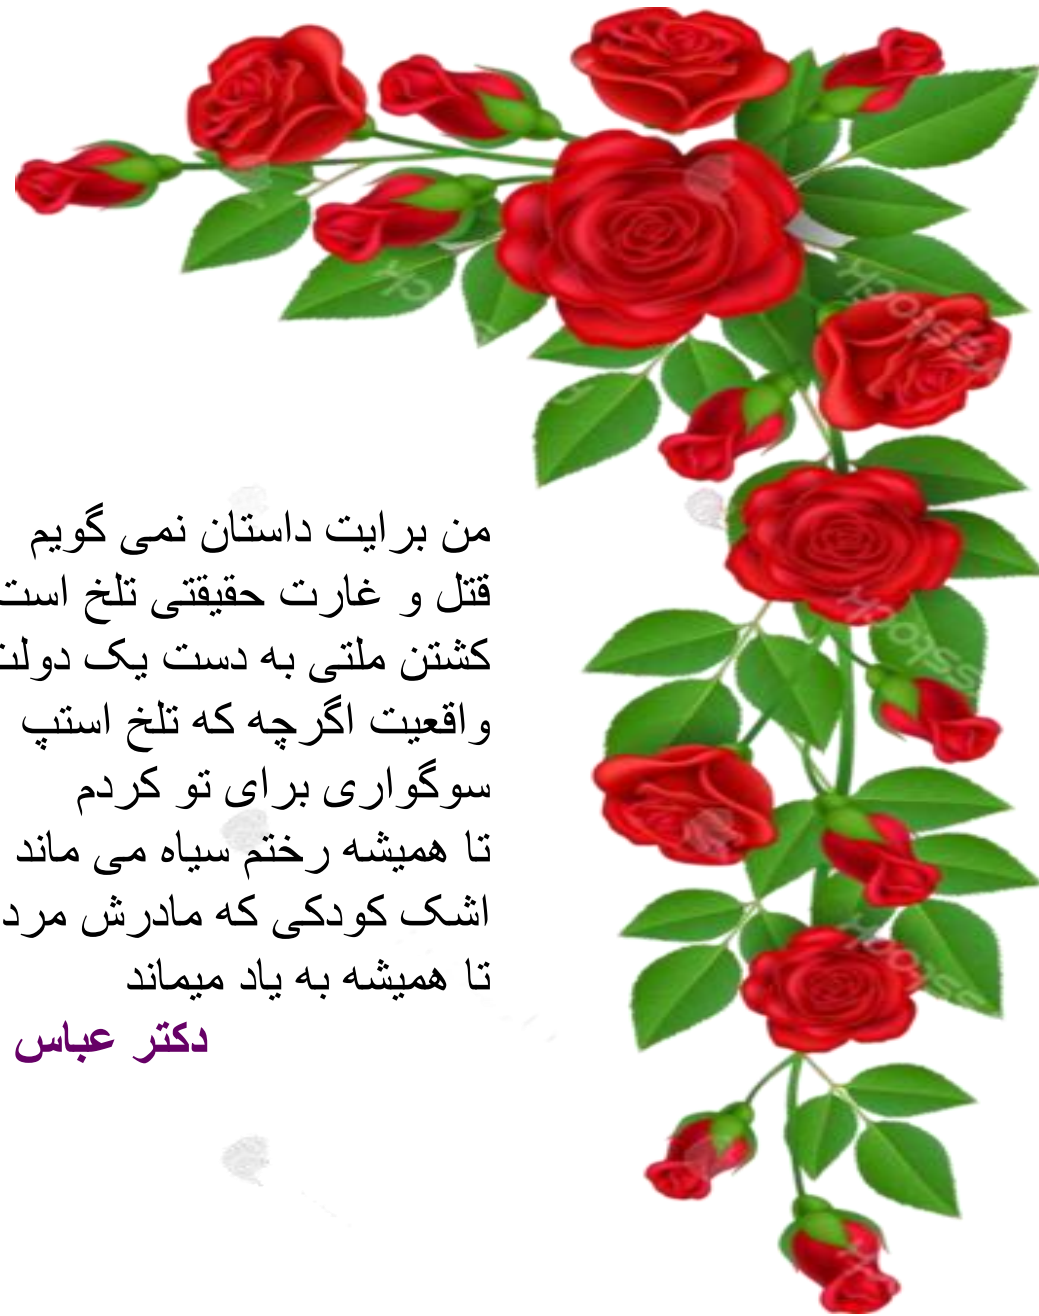 من برایت داستان نمی گویم
قتل و غارت حقیقتی تلخ است
کشتن ملتی به دست یک دولت
واقعیت اگرچه که تلخ استپ
سوگواری برای تو کردم
تا همیشه رختم سیاه می ماند
اشک کودکی که مادرش مرد
تا همیشه به یاد میماند
دکتر عباس